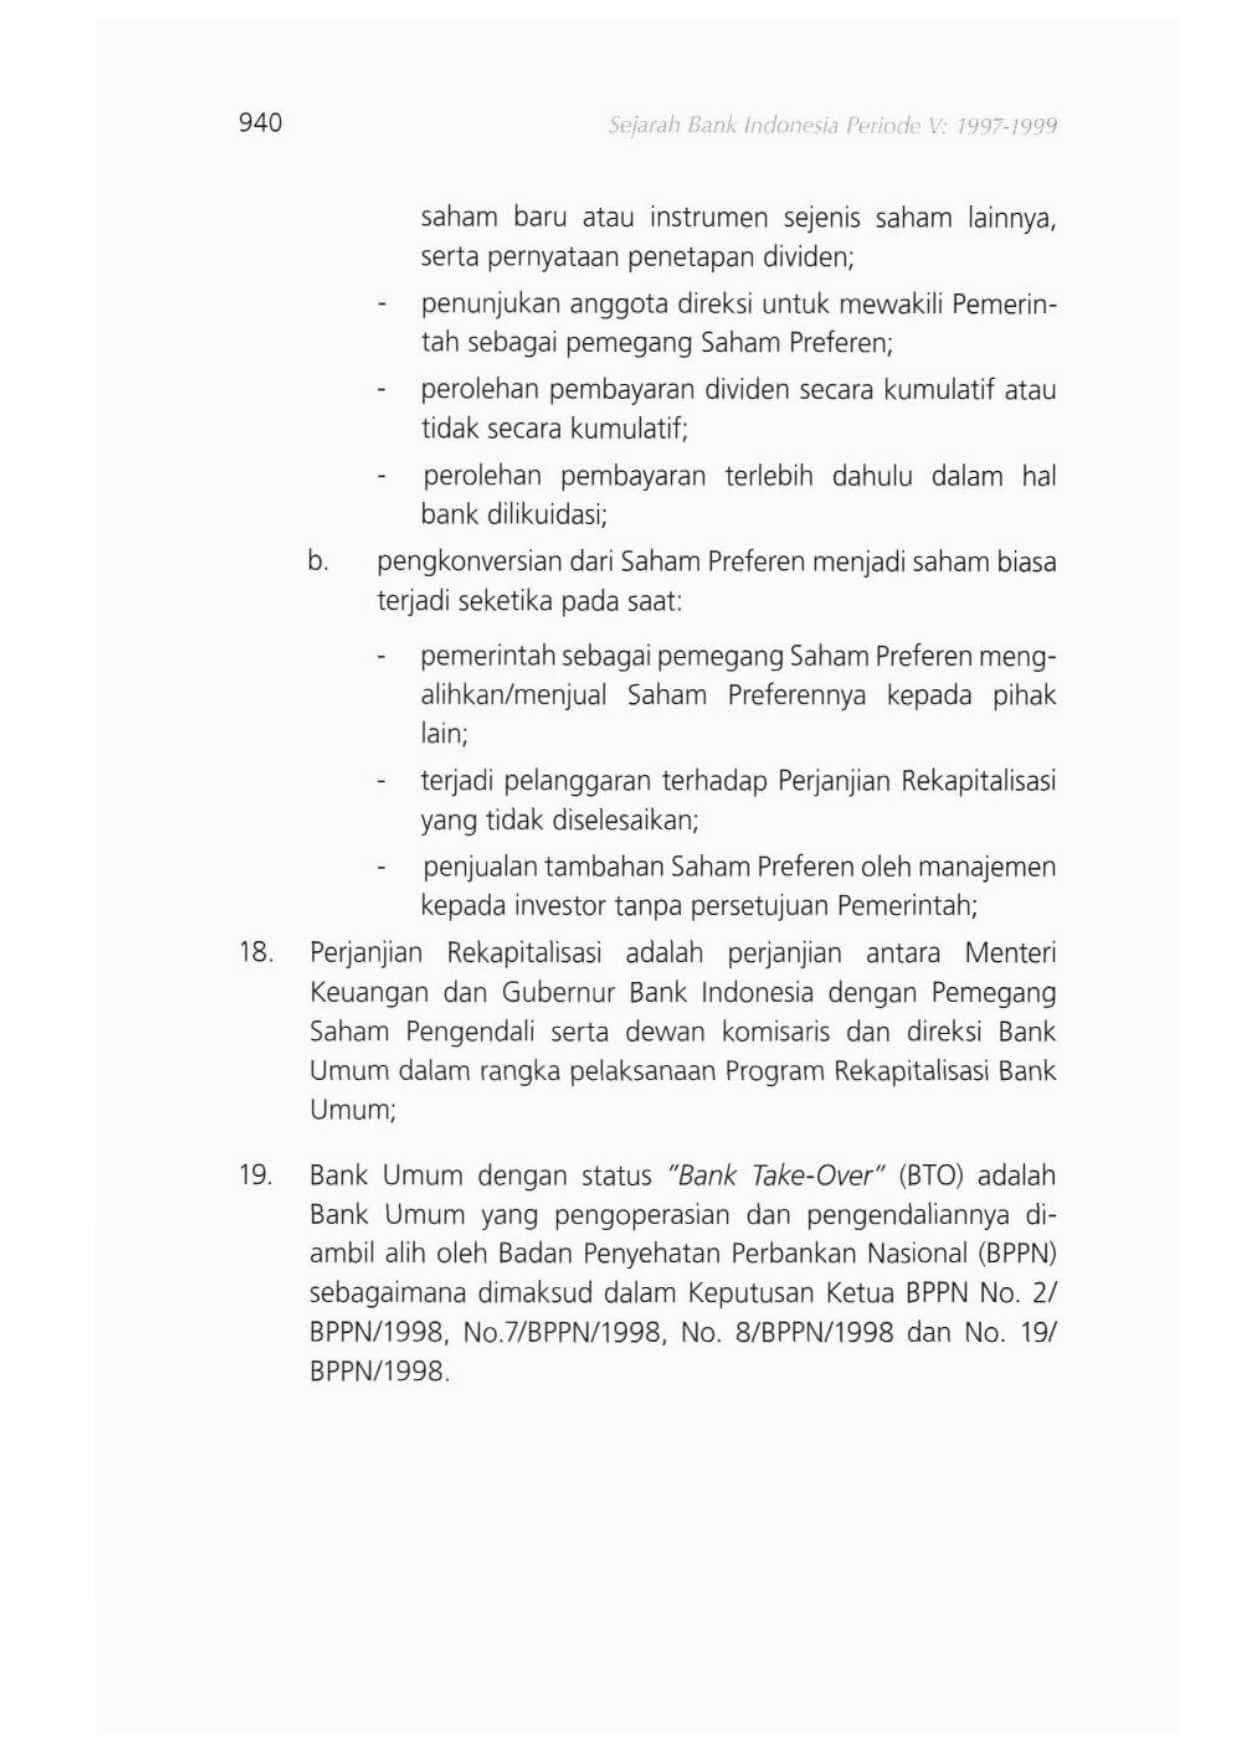 940 Sejarah Bank Indonesia Periode V: 1997-1999
saham baru atau instrumen sejenis saham lainnya,
serta pernyataan penetapan dividen;
- penunjukan anggota direksi untuk mewakili Pemerin-
tah sebagai pemegang Saham Preferen;
- perolehan pembayaran dividen secara kumulatif atau
tidak secara kumulatif;
- perolehan pembayaran terlebih dahulu dalam hal
bank dilikuidasi;
b. pengkonversian dari Saham Preferen menjadi saham biasa
terjadi seketika pada saat:
- pemerintah sebagai pemegang Saham Preferen meng-
alihkan/menjual Saham Preferennya kepada pihak
lain;
- terjadi pelanggaran terhadap Perjanjian Rekapitalisasi
yang tidak diselesaikan;
- penjualan tambahan Saham Preferen oleh manajemen
kepada investor tanpa persetujuan Pemerintah;
18. Perjanjian Rekapitalisasi adalah perjanjian antara Menteri
Keuangan dan Gubernur Bank Indonesia dengan Pemegang
Saham Pengendali serta dewan komisaris dan direksi Bank
Umum dalam rangka pelaksanaan Program Rekapitalisasi Bank
Umum;
19. Bank Umum dengan status "Bank Take-Over" (BTO) adalah
Bank Umum yang pengoperasian dan pengendaliannya di-
ambil alih oleh Badan Penyehatan Perbankan Nasional (BPPN)
sebagaimana dimaksud dalam Keputusan Ketua BPPN No. 2/
BPPN/1998, No.7/BPPN/1998, No. 8/BPPN/1998 dan No. 19/
BPPN/1998.